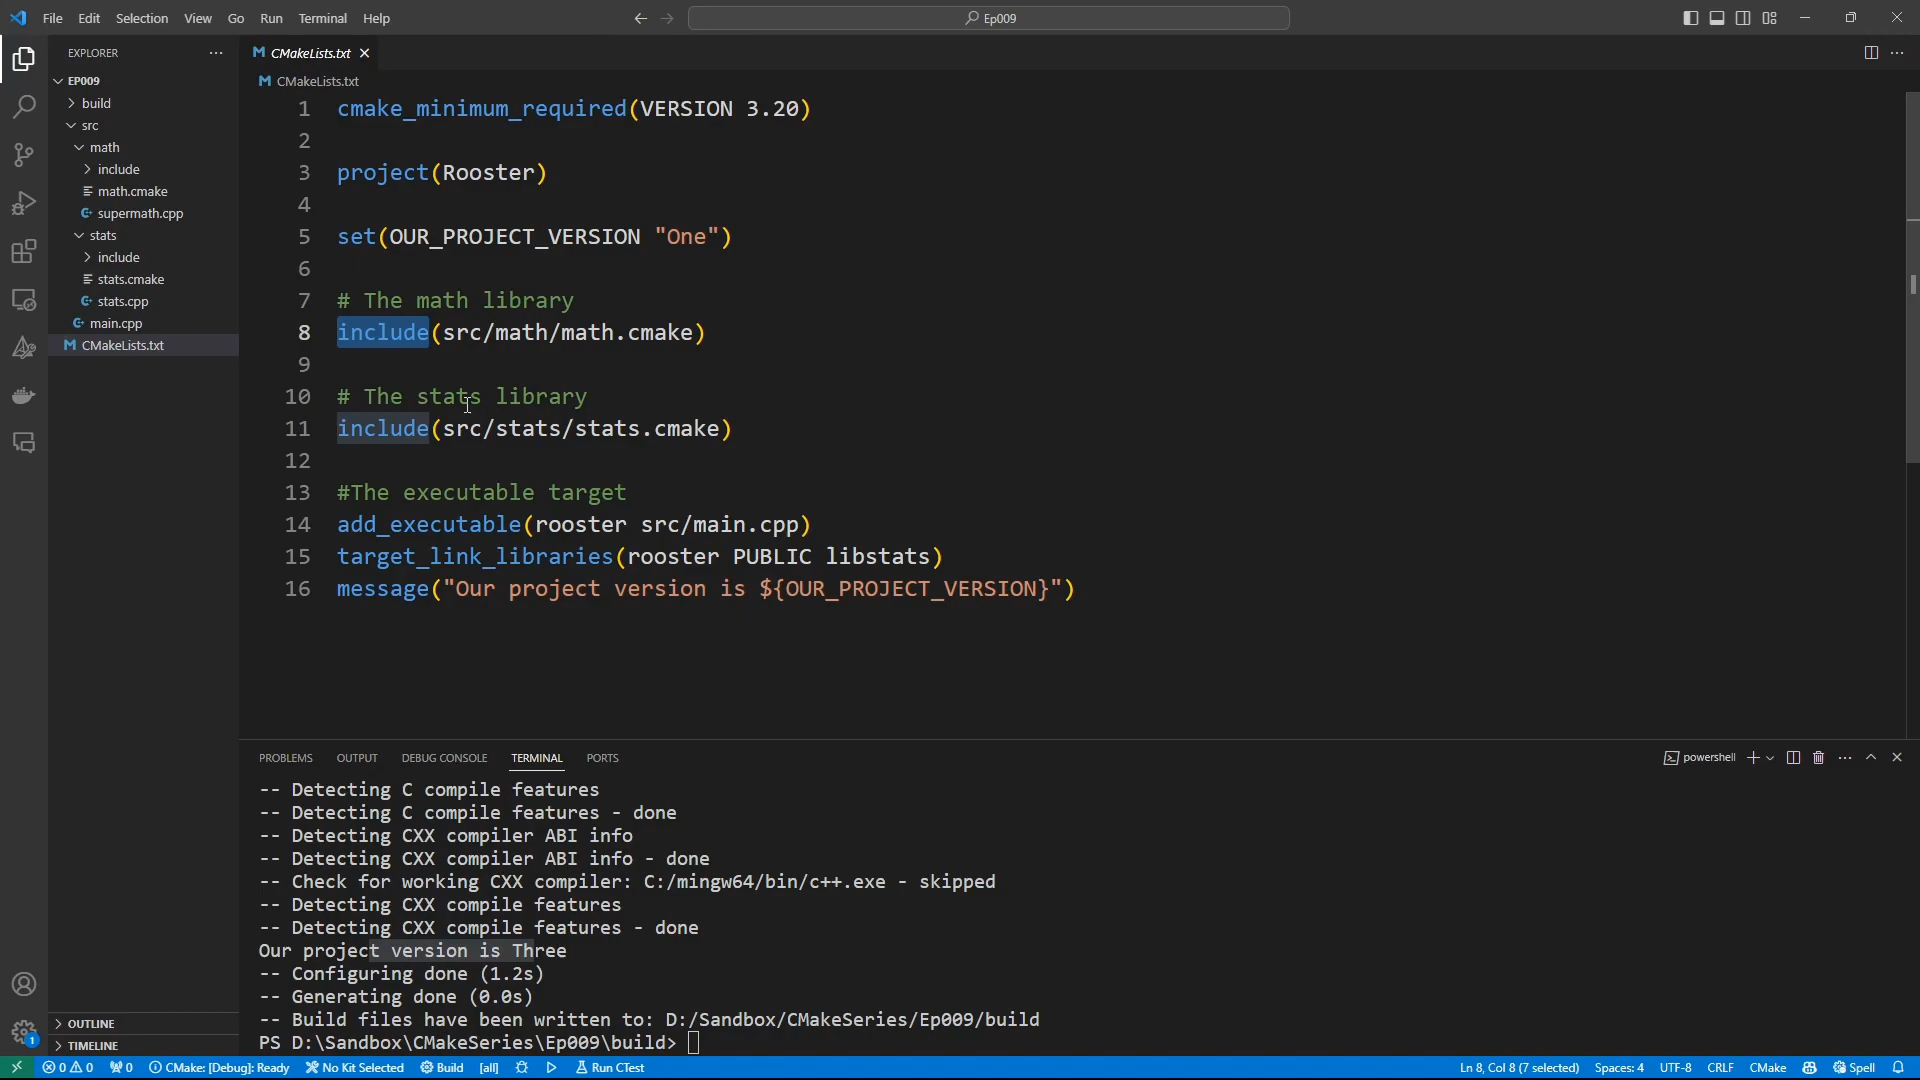 File Edit Selection View Go Run Terminal Help
Ep009
EXPLORER
EP009
build
src
math
include
math.cmake
supermath.cpp
stats
include
stats.cmake
stats.cpp
main.cpp
CMakeLists.txt
OUTLINE
TIMELINE
CMakeLists.txt
CMakeLists.txt
1 cmake_minimum_required(VERSION 3.20)
2
3 project(Rooster)
4
5 set(OUR_PROJECT_VERSION "One")
6
7 # The math library
8 include(src/math/math.cmake)
9
10 # The stats library
11 include(src/stats/stats.cmake)
12
13 #The executable target
14 add_executable(rooster src/main.cpp)
15 target_link_libraries(rooster PUBLIC libstats)
16 message("Our project version is ${OUR_PROJECT_VERSION}")
PROBLEMS OUTPUT DEBUG CONSOLE TERMINAL PORTS
powershell
-- Detecting C compile features
-- Detecting C compile features - done
-- Detecting CXX compiler ABI info
-- Detecting CXX compiler ABI info - done
-- Check for working CXX compiler: C:/mingw64/bin/c++.exe - skipped
-- Detecting CXX compile features
-- Detecting CXX compile features - done
Our project version is Three
-- Configuring done (1.2s)
-- Generating done (0.0s)
-- Build files have been written to: D:/Sandbox/CMakeSeries/Ep009/build
PS D:\Sandbox\CMakeSeries\Ep009\build>
1
0 0 0 CMake: [Debug]: Ready No Kit Selected Build [all] Run CTest Ln 8, Col 8 (7 selected) Spaces: 4 UTF-8 CRLF CMake Spell